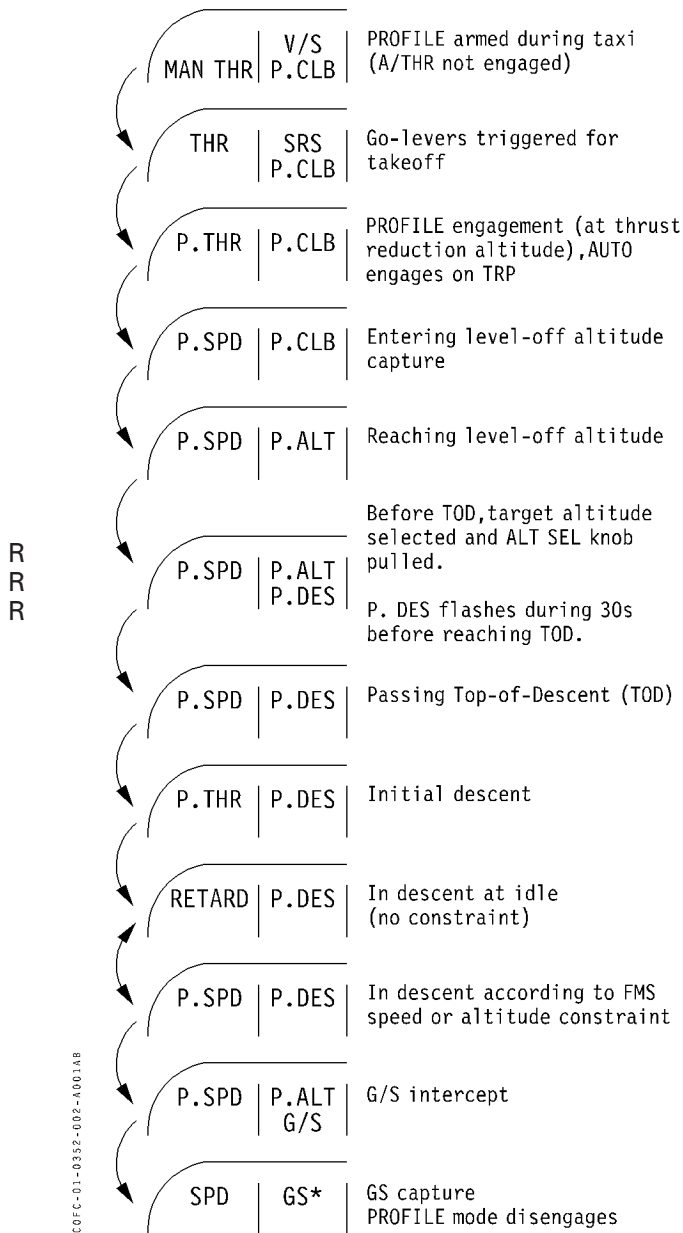 V/S PROFILE armed during taxi
MAN THR P.CLB (A/THR not engaged)
THR SRS Go-levers triggered for
P.CLB takeoff
PROFILE engagement (at thrust
P.THR P.CLB reduction altitude),AUTO
engages on TRP
P.SPD P.CLB Entering level-off altitude
capture
P.SPD P.ALT Reaching level-off altitude
Before TOD,target altitude
selected and ALT SEL knob
R
P.SPD P.ALT pulled.
R
P.DES
R
P. DES flashes during 30s
before reaching TOD.
P.SPD P.DES Passing Top-of-Descent (TOD)
P.THR P.DES Initial descent
RETARD P.DES In descent at idle
(no constraint)
P.SPD P.DES In descent according to FMS
speed or altitude constraint
P.SPD P.ALT G/S intercept
G/S
SPD GS* GS capture
PROFILE mode disengages
COFC-01-0352-002-A001AB